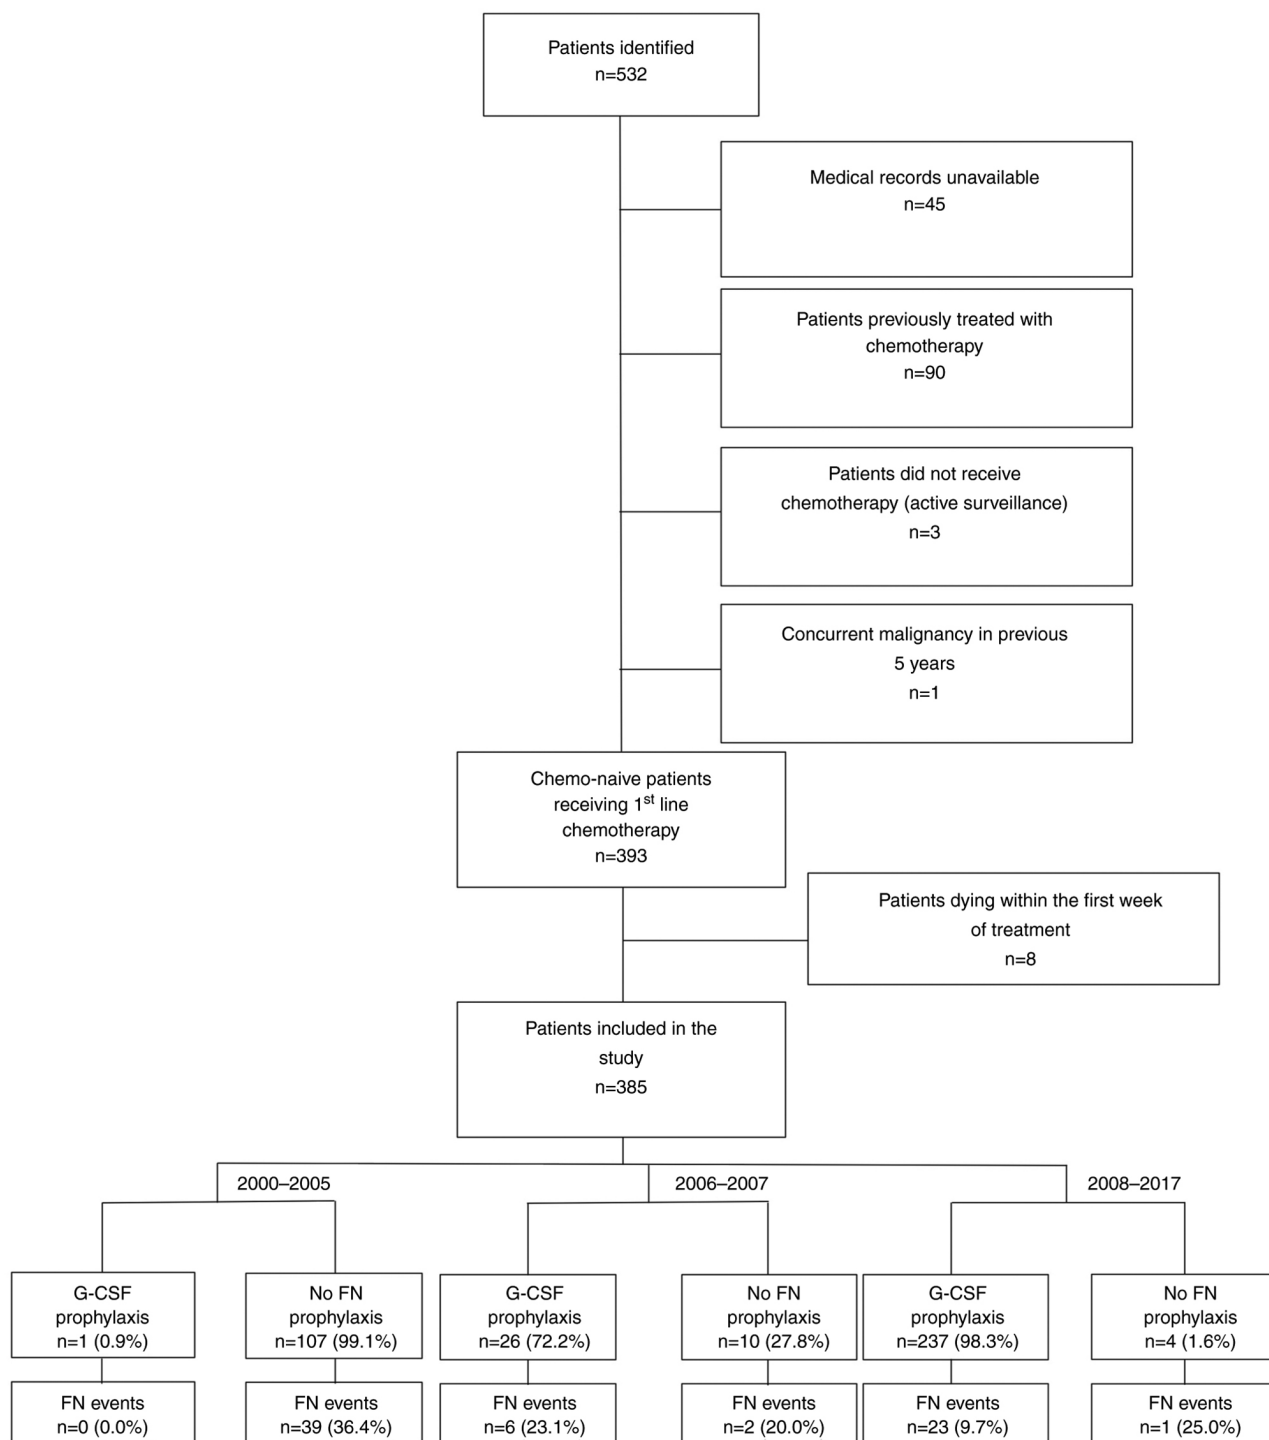 Patients identified
n=532
Medical records unavailable
n=45
Patients previously treated with
chemotherapy
n=90
Patients did not receive
chemotherapy (active surveillance)
n=3
Concurrent malignancy in previous
5 years
n=1
Chemo-naive patients
receiving 1st line
chemotherapy
n=393
Patients dying within the first week
of treatment
n=8
Patients included in the
study
n=385
2000–2005
2006–2007
2008–2017
G-CSF
prophylaxis
n=1 (0.9%)
No FN
prophylaxis
n=107 (99.1%)
G-CSF
prophylaxis
n=26 (72.2%)
No FN
prophylaxis
n=10 (27.8%)
G-CSF
prophylaxis
n=237 (98.3%)
No FN
prophylaxis
n=4 (1.6%)
FN events
n=0 (0.0%)
FN events
n=39 (36.4%)
FN events
n=6 (23.1%)
FN events
n=2 (20.0%)
FN events
n=23 (9.7%)
FN events
n=1 (25.0%)